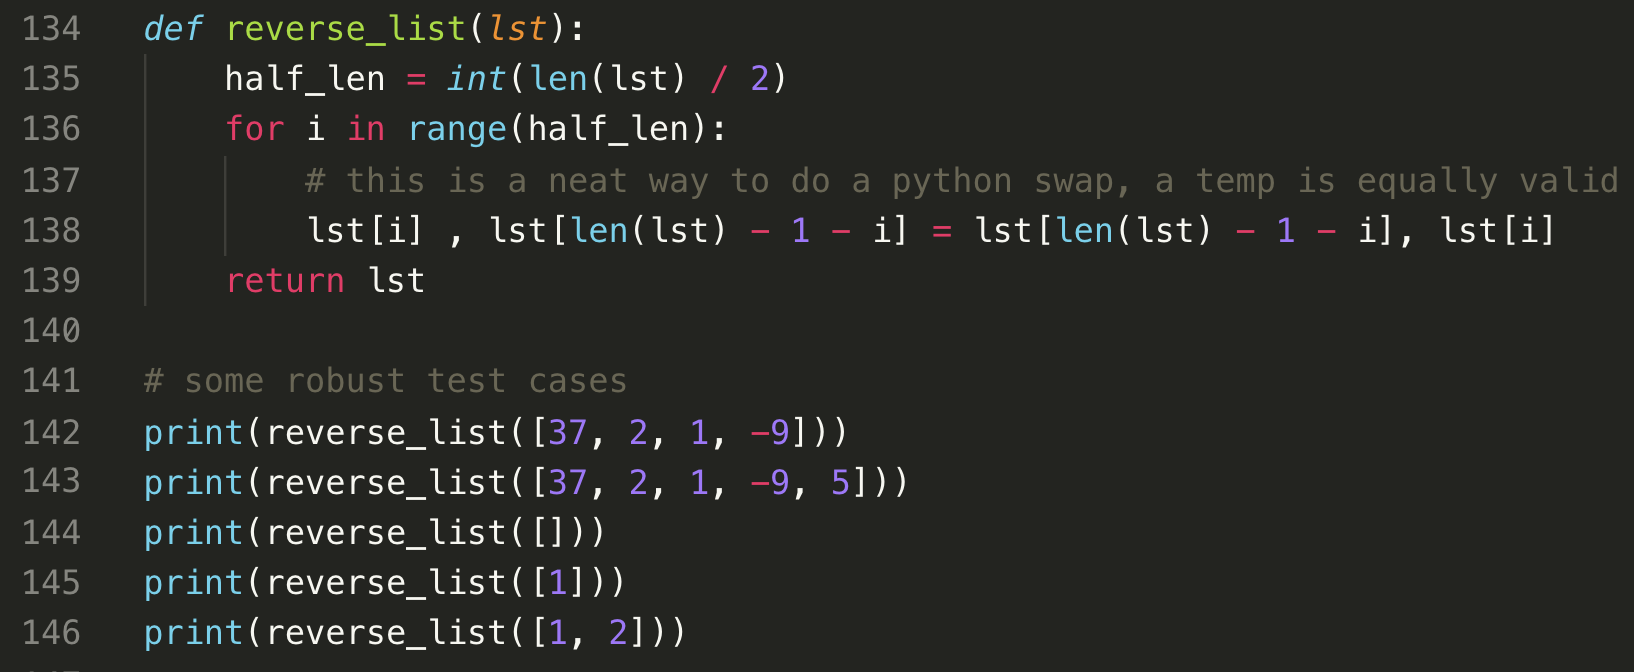 134 def reverse_list(lst):
135     half_len = int(len(lst) / 2)
136     for i in range(half_len):
137         # this is a neat way to do a python swap, a temp is equally valid
138         lst[i] , lst[len(lst) - 1 - i] = lst[len(lst) - 1 - i], lst[i]
139     return lst
140
141 # some robust test cases
142 print(reverse_list([37, 2, 1, -9]))
143 print(reverse_list([37, 2, 1, -9, 5]))
144 print(reverse_list([]))
145 print(reverse_list([1]))
146 print(reverse_list([1, 2]))